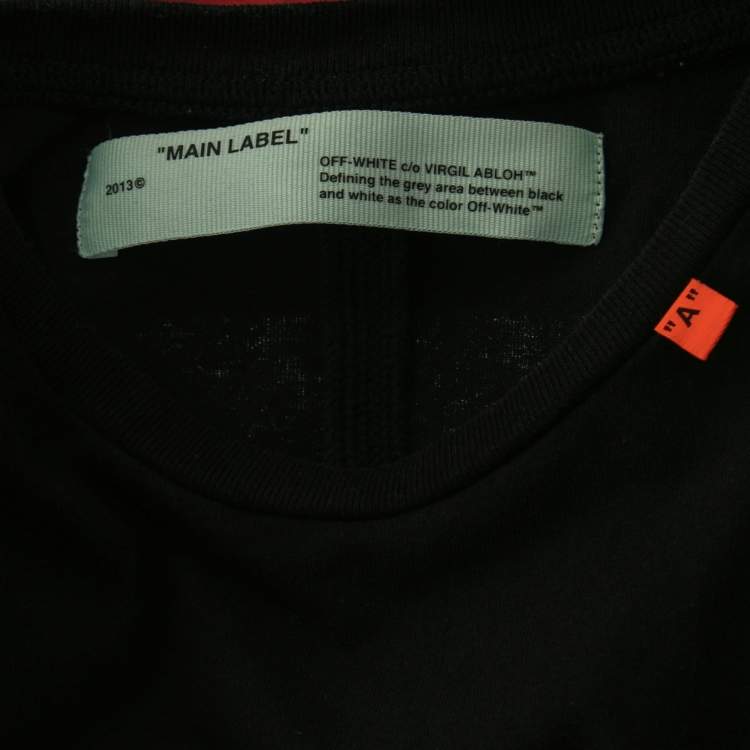 "MAIN LABEL"
2013©
OFF-WHITE c/o VIRGIL ABLOH™
Defining the grey area between black
and white as the color Off-White™
"A"